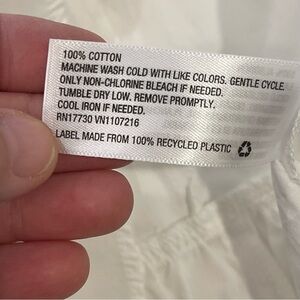 100% COTTON
MACHINE WASH COLD WITH LIKE COLORS. GENTLE CYCLE.
ONLY NON-CHLORINE BLEACH IF NEEDED.
TUMBLE DRY LOW. REMOVE PROMPTLY.
COOL IRON IF NEEDED.
RN17730 VN1107216
LABEL MADE FROM 100% RECYCLED PLASTIC